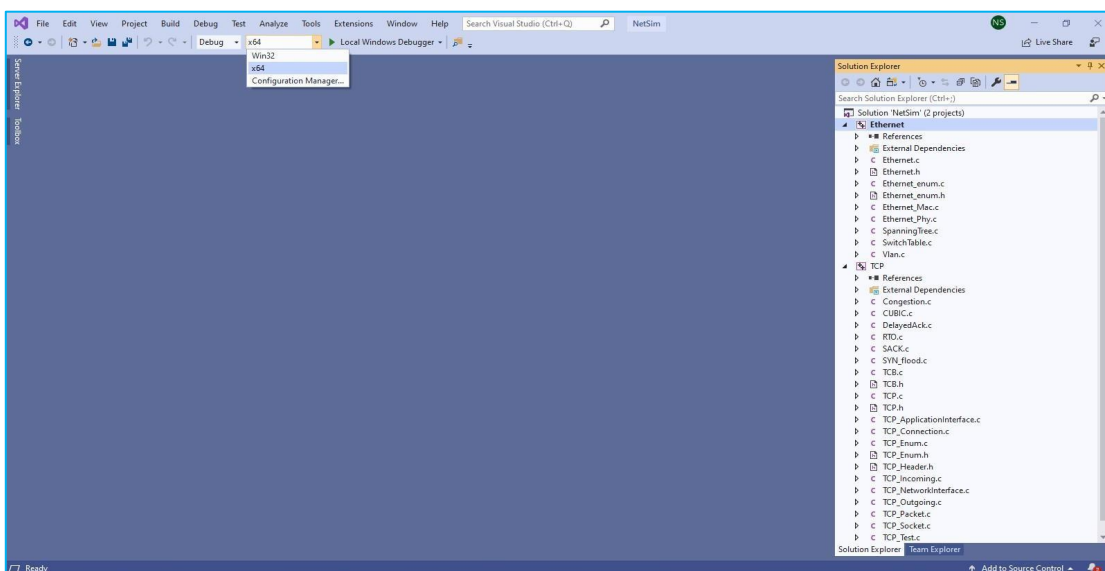 File Edit View Project Build Debug Test Analyze Tools Extensions Window Help Search Visual Studio (Ctrl+Q) NetSim NS
Debug x64 Local Windows Debugger Live Share
Win32
x64
Configuration Manager...
Server Explorer
Toolbox
Solution Explorer
Search Solution Explorer (Ctrl+;)
Solution 'NetSim' (2 projects)
Ethernet
References
External Dependencies
Ethernet.c
Ethernet.h
Ethernet_enum.c
Ethernet_enum.h
Ethernet_Mac.c
Ethernet_Phy.c
SpanningTree.c
SwitchTable.c
Vlan.c
TCP
References
External Dependencies
Congestion.c
CUBIC.c
DelayedAck.c
RTO.c
SACK.c
SYN_flood.c
TCB.c
TCB.h
TCP.c
TCP.h
TCP_ApplicationInterface.c
TCP_Connection.c
TCP_Enum.c
TCP_Enum.h
TCP_Header.h
TCP_Incoming.c
TCP_NetworkInterface.c
TCP_Outgoing.c
TCP_Packet.c
TCP_Socket.c
TCP_Test.c
Solution Explorer Team Explorer
Ready Add to Source Control